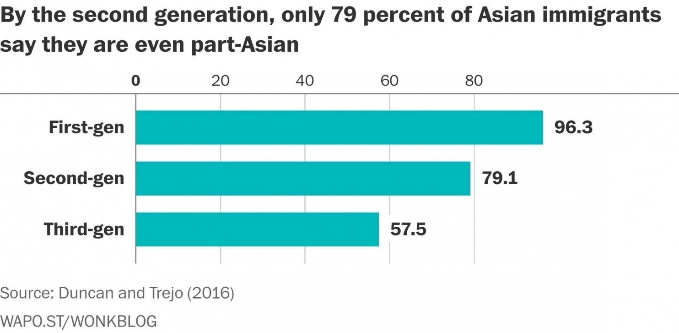 By the second generation, only 79 percent of Asian immigrants
say they are even part-Asian
0 20 40 60 80
First-gen 96.3
Second-gen 79.1
Third-gen 57.5
Source: Duncan and Trejo (2016)
WAPO.ST/WONKBLOG